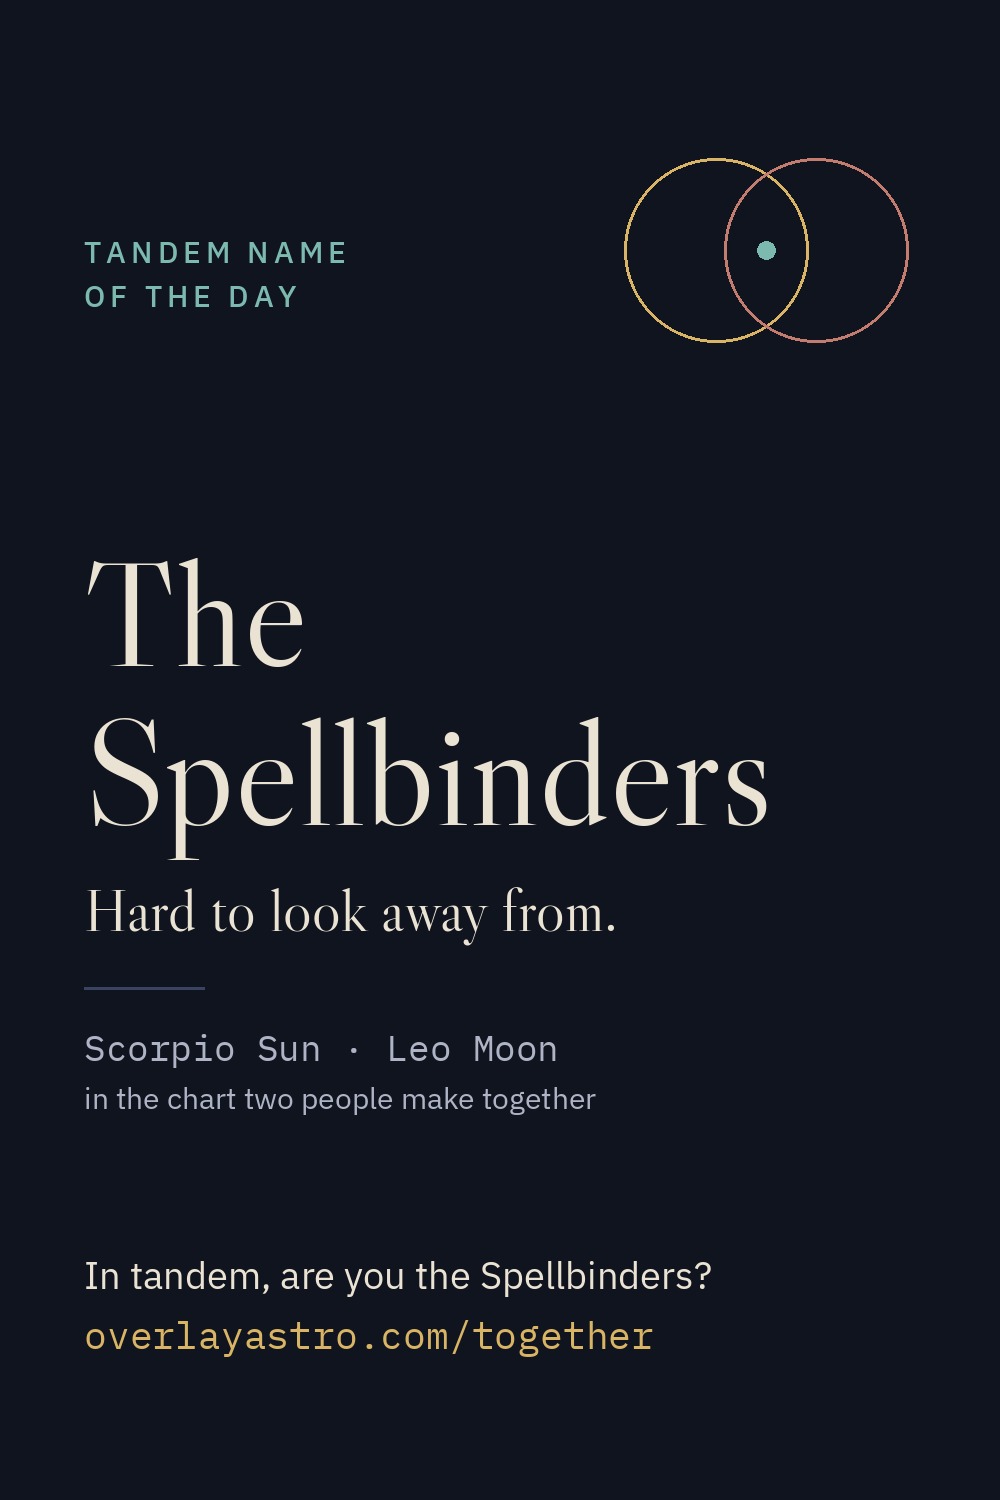 TANDEM NAME
OF THE DAY
The
Spellbinders
Hard to look away from.
Scorpio Sun · Leo Moon
in the chart two people make together
In tandem, are you the Spellbinders?
overlayastro.com/together